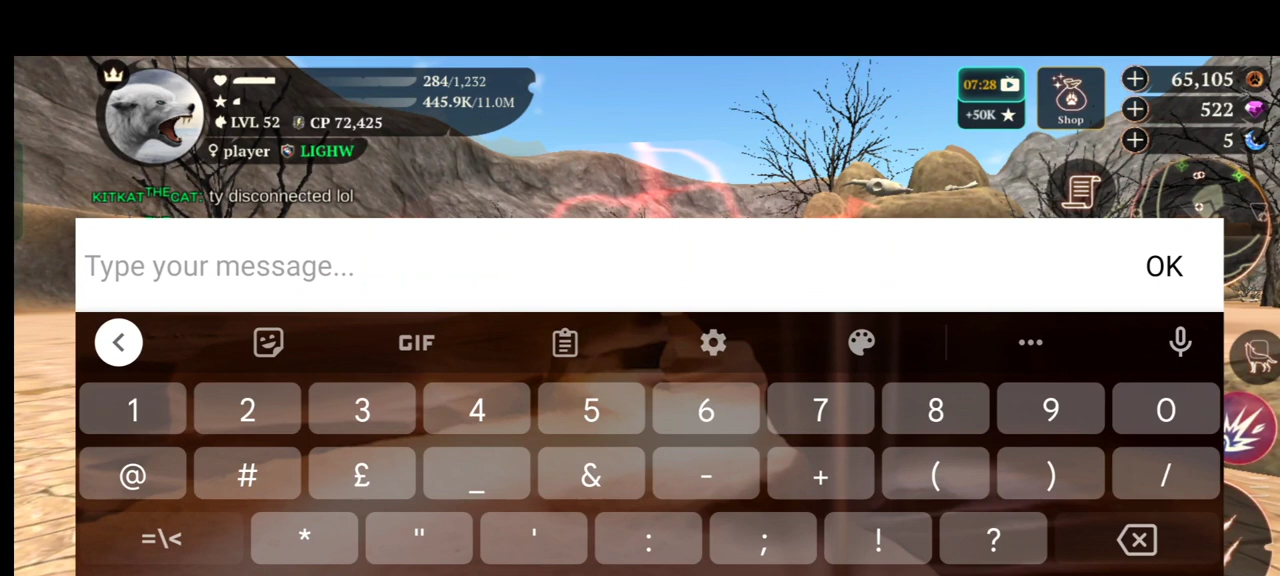 284/1,232
445.9K/11.0M
LVL 52 CP 72,425
player LIGHW
07:28
+50K
Shop
65,105
522
5
KITKATTHECAT: ty disconnected lol
Type your message...
OK
GIF
1 2 3 4 5 6 7 8 9 0
@ # £ _ & - + ( ) /
=\< * " ' : ; ! ?